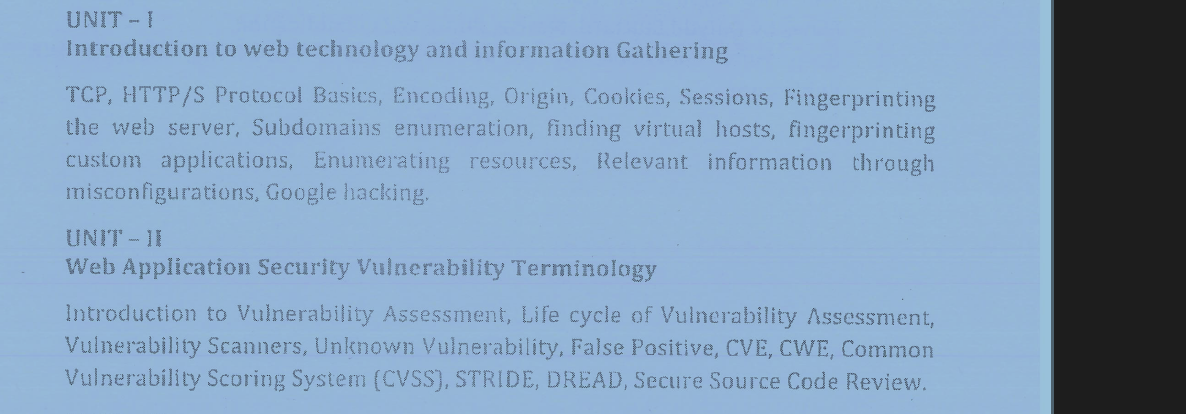 UNIT – I
Introduction to web technology and information Gathering
TCP, HTTP/S Protocol Basics, Encoding, Origin, Cookies, Sessions, Fingerprinting
the web server, Subdomains enumeration, finding virtual hosts, fingerprinting
custom applications, Enumerating resources, Relevant information through
misconfigurations, Google hacking.
UNIT – II
Web Application Security Vulnerability Terminology
Introduction to Vulnerability Assessment, Life cycle of Vulnerability Assessment,
Vulnerability Scanners, Unknown Vulnerability, False Positive, CVE, CWE, Common
Vulnerability Scoring System (CVSS), STRIDE, DREAD, Secure Source Code Review.